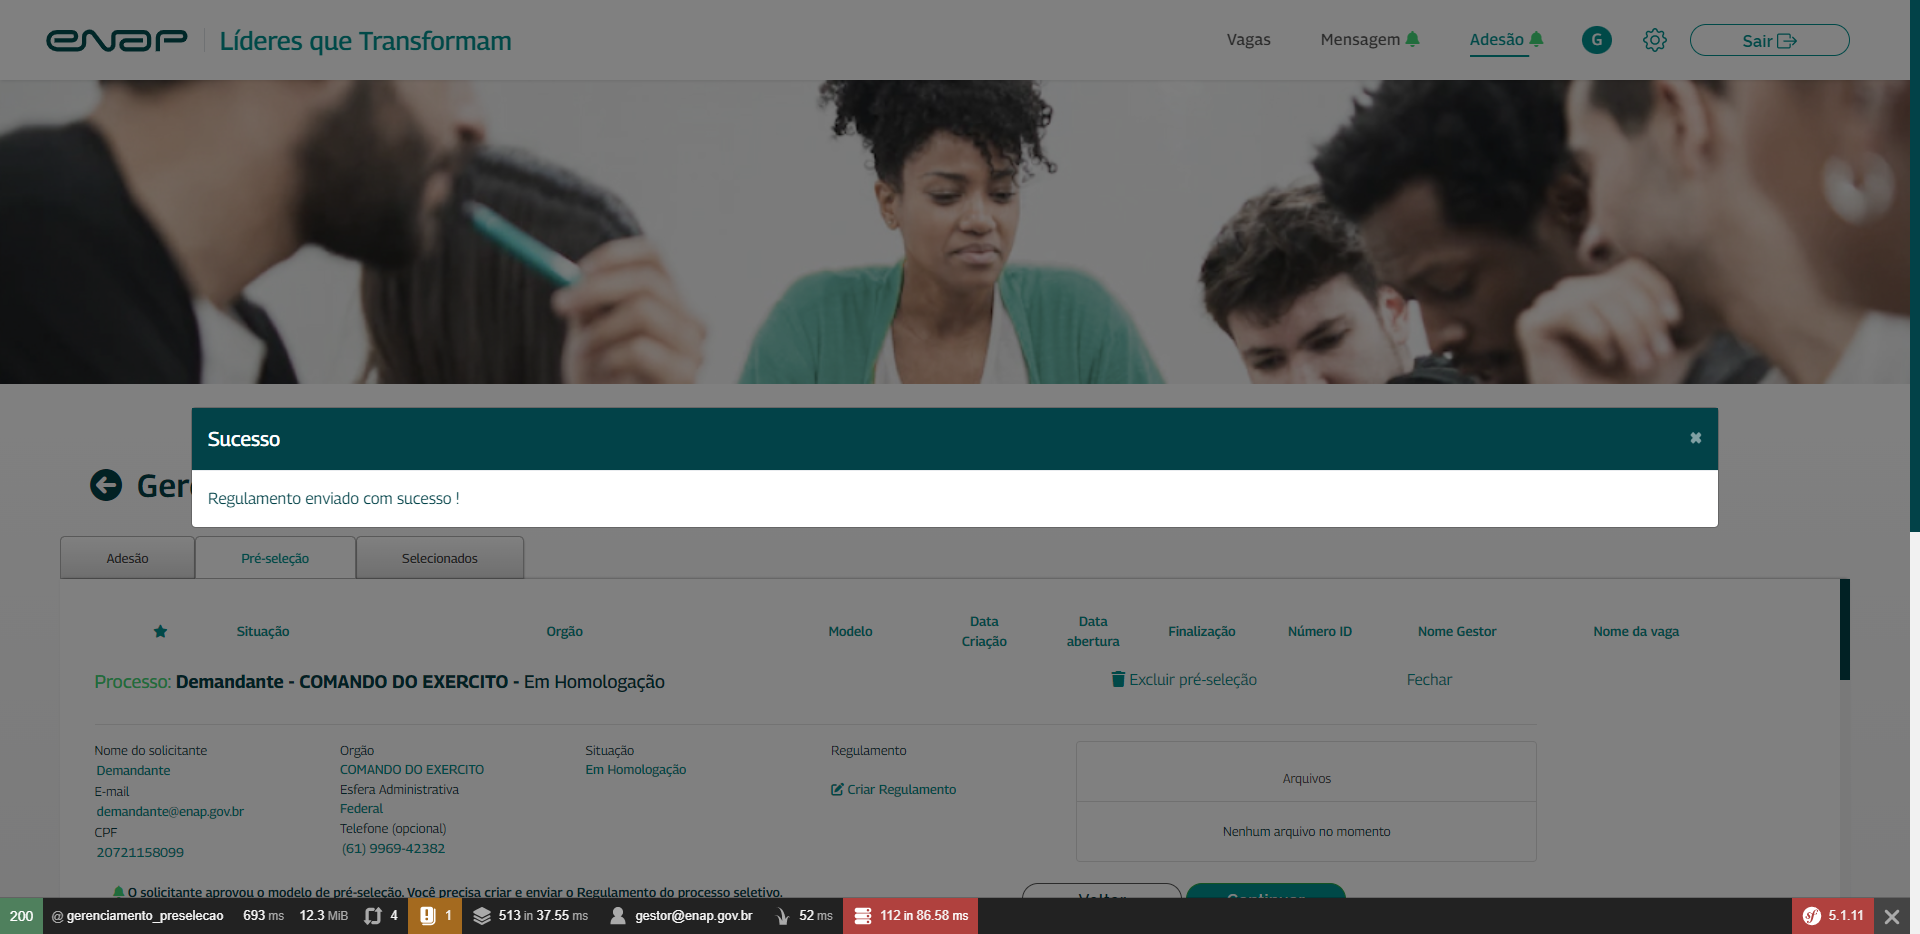 enap
Líderes que Transformam
Vagas
Mensagem
Adesão
G
Sair
Sucesso
Regulamento enviado com sucesso !
Adesão
Pré-seleção
Selecionados
Situação
Orgão
Modelo
Data
Criação
Data
abertura
Finalização
Número ID
Nome Gestor
Nome da vaga
Processo: Demandante - COMANDO DO EXERCITO - Em Homologação
Excluir pré-seleção
Fechar
Nome do solicitante
Demandante
E-mail
demandante@enap.gov.br
CPF
20721158099
Orgão
COMANDO DO EXERCITO
Esfera Administrativa
Federal
Telefone (opcional)
(61) 9969-42382
Situação
Em Homologação
Regulamento
Criar Regulamento
Arquivos
Nenhum arquivo no momento
O solicitante aprovou o modelo de pré-seleção. Você precisa criar e enviar o Regulamento do processo seletivo.
Voltar
Continuar
200 @ gerenciamento_preselecao 693 ms 12.3 MiB 4 1 513 in 37.55 ms gestor@enap.gov.br 52 ms 112 in 86.58 ms sf 5.1.11